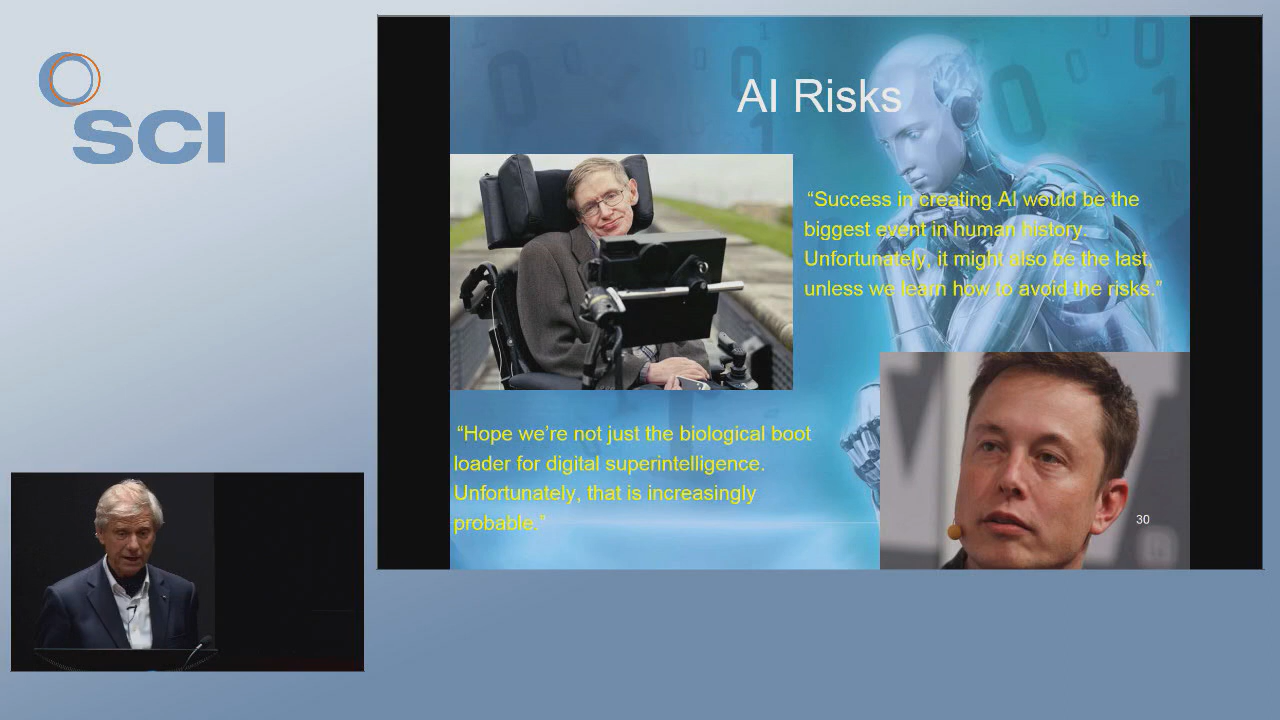 SCI
AI Risks
“Success in creating AI would be the
biggest event in human history.
Unfortunately, it might also be the last,
unless we learn how to avoid the risks.”
“Hope we’re not just the biological boot
loader for digital superintelligence.
Unfortunately, that is increasingly
probable.”
30